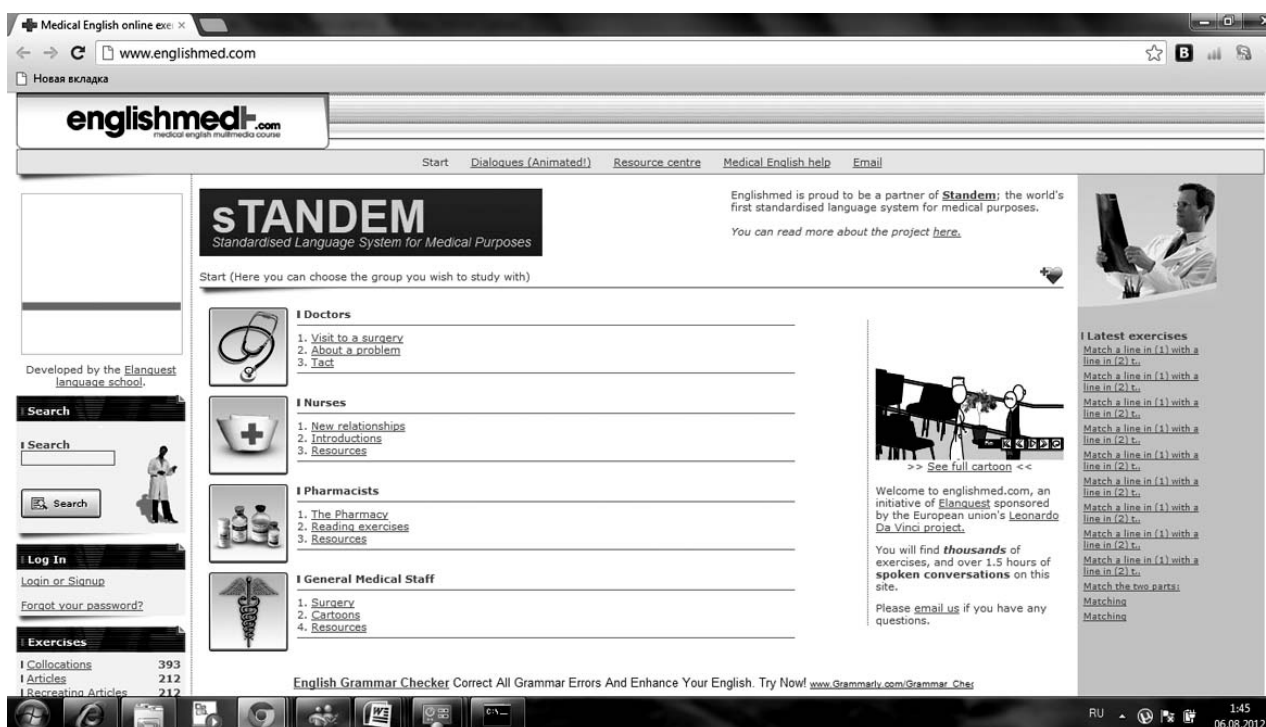 Medical English online exe
www.englishmed.com
Новая вкладка
englishmed.com
medical english multimedia course
Start Dialogues (Animated!) Resource centre Medical English help Email
sTANDEM
Standardised Language System for Medical Purposes
Englishmed is proud to be a partner of Standem; the world's
first standardised language system for medical purposes.
You can read more about the project here.
Start (Here you can choose the group you wish to study with)
Doctors
1. Visit to a surgery
2. About a problem
3. Tact
Nurses
1. New relationships
2. Introductions
3. Resources
Pharmacists
1. The Pharmacy
2. Reading exercises
3. Resources
General Medical Staff
1. Surgery
2. Cartoons
4. Resources
Developed by the Elanguest
language school.
Search
Search
Search
Log In
Login or Signup
Forgot your password?
Exercises
Collocations 393
Articles 212
Recreating Articles 212
>> See full cartoon <<
Welcome to englishmed.com, an
initiative of Elanguest sponsored
by the European union's Leonardo
Da Vinci project.
You will find thousands of
exercises, and over 1.5 hours of
spoken conversations on this
site.
Please email us if you have any
questions.
Latest exercises
Match a line in (1) with a
line in (2) t..
Match a line in (1) with a
line in (2) t..
Match a line in (1) with a
line in (2) t..
Match a line in (1) with a
line in (2) t..
Match a line in (1) with a
line in (2) t..
Match a line in (1) with a
line in (2) t..
Match a line in (1) with a
line in (2) t..
Match a line in (1) with a
line in (2) t..
Match a line in (1) with a
line in (2) t..
Match the two parts:
Matching
Matching
English Grammar Checker Correct All Grammar Errors And Enhance Your English. Try Now! www.Grammarly.com/Grammar_Chec
RU 1:45
06.08.2012